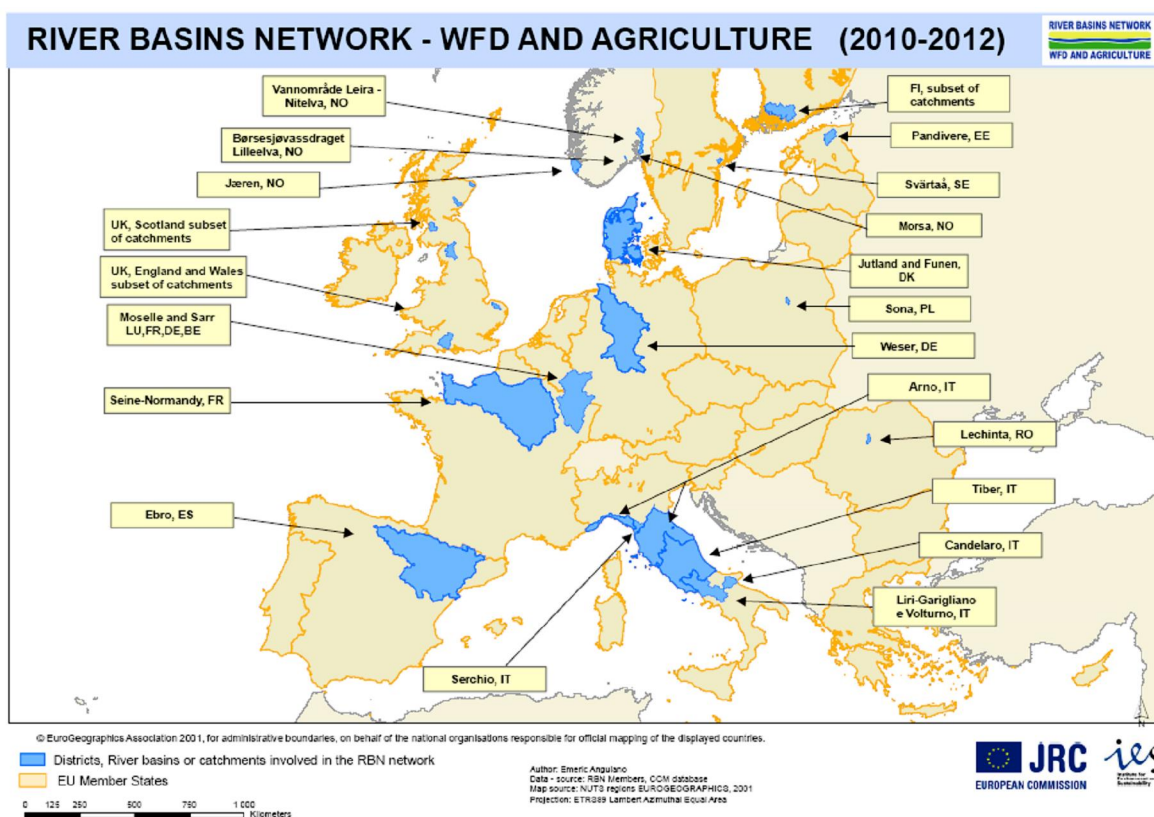 RIVER BASINS NETWORK - WFD AND AGRICULTURE (2010-2012)
RIVER BASINS NETWORK
WFD AND AGRICULTURE
Vannområde Leira -
Nitelva, NO
FI, subset of
catchments
Børsesjøvassdraget
Lilleelva, NO
Pandivere, EE
Jæren, NO
Svärtaå, SE
UK, Scotland subset
of catchments
Morsa, NO
UK, England and Wales
subset of catchments
Jutland and Funen,
DK
Moselle and Sarr
LU,FR,DE,BE
Sona, PL
Weser, DE
Seine-Normandy, FR
Arno, IT
Lechinta, RO
Ebro, ES
Tiber, IT
Candelaro, IT
Liri-Garigliano
e Volturno, IT
Serchio, IT
N
© EuroGeographics Association 2001, for administrative boundaries, on behalf of the national organisations responsible for official mapping of the displayed countries.
Districts, River basins or catchments involved in the RBN network
EU Member States
0 125 250 500 750 1 000
Kilometers
Author: Emeric Anguiano
Data - source: RBN Members, CCM database
Map source: NUTS regions EUROGEOGRAPHICS, 2001
Projection: ETRS89 Lambert Azimuthal Equal Area
JRC
EUROPEAN COMMISSION
ies
Institute for
Environment and
Sustainability